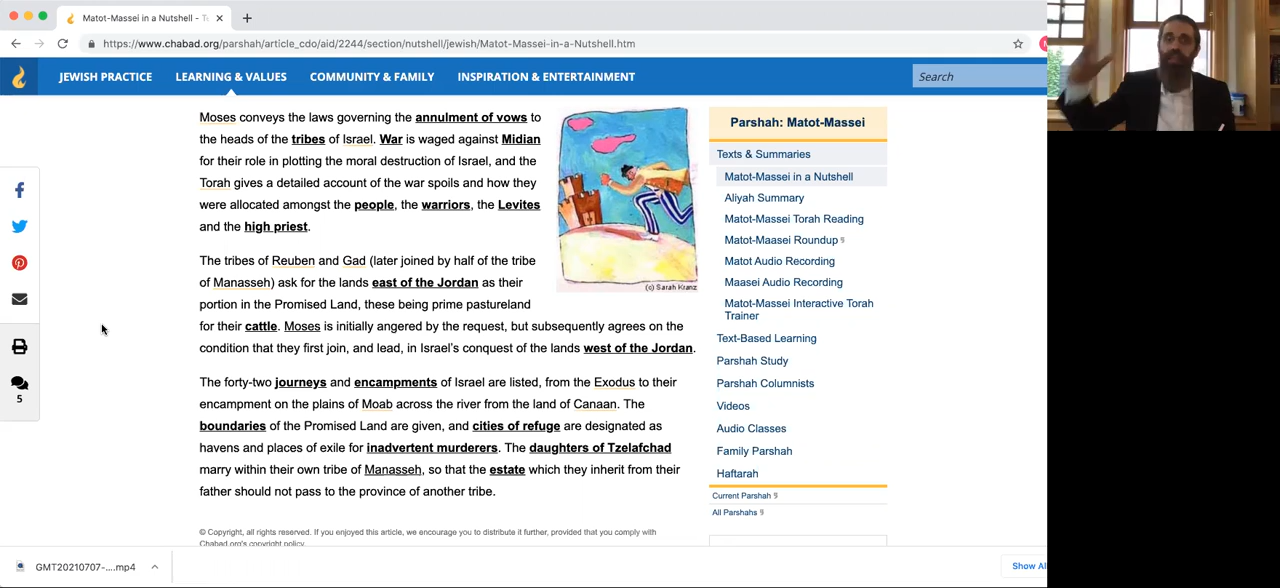 Matot-Massei in a Nutshell - T
https://www.chabad.org/parshah/article_cdo/aid/2244/section/nutshell/jewish/Matot-Massei-in-a-Nutshell.htm
JEWISH PRACTICE LEARNING & VALUES COMMUNITY & FAMILY INSPIRATION & ENTERTAINMENT Search
Moses conveys the laws governing the annulment of vows to
the heads of the tribes of Israel. War is waged against Midian
for their role in plotting the moral destruction of Israel, and the
Torah gives a detailed account of the war spoils and how they
were allocated amongst the people, the warriors, the Levites
and the high priest.
(c) Sarah Kranz
The tribes of Reuben and Gad (later joined by half of the tribe
of Manasseh) ask for the lands east of the Jordan as their
portion in the Promised Land, these being prime pastureland
for their cattle. Moses is initially angered by the request, but subsequently agrees on the
condition that they first join, and lead, in Israel's conquest of the lands west of the Jordan.
The forty-two journeys and encampments of Israel are listed, from the Exodus to their
encampment on the plains of Moab across the river from the land of Canaan. The
boundaries of the Promised Land are given, and cities of refuge are designated as
havens and places of exile for inadvertent murderers. The daughters of Tzelafchad
marry within their own tribe of Manasseh, so that the estate which they inherit from their
father should not pass to the province of another tribe.
© Copyright, all rights reserved. If you enjoyed this article, we encourage you to distribute it further, provided that you comply with
Chabad.org's copyright policy.
5
Parshah: Matot-Massei
Texts & Summaries
Matot-Massei in a Nutshell
Aliyah Summary
Matot-Massei Torah Reading
Matot-Maasei Roundup
Matot Audio Recording
Maasei Audio Recording
Matot-Massei Interactive Torah
Trainer
Text-Based Learning
Parshah Study
Parshah Columnists
Videos
Audio Classes
Family Parshah
Haftarah
Current Parshah
All Parshahs
GMT20210707-....mp4
Show Al